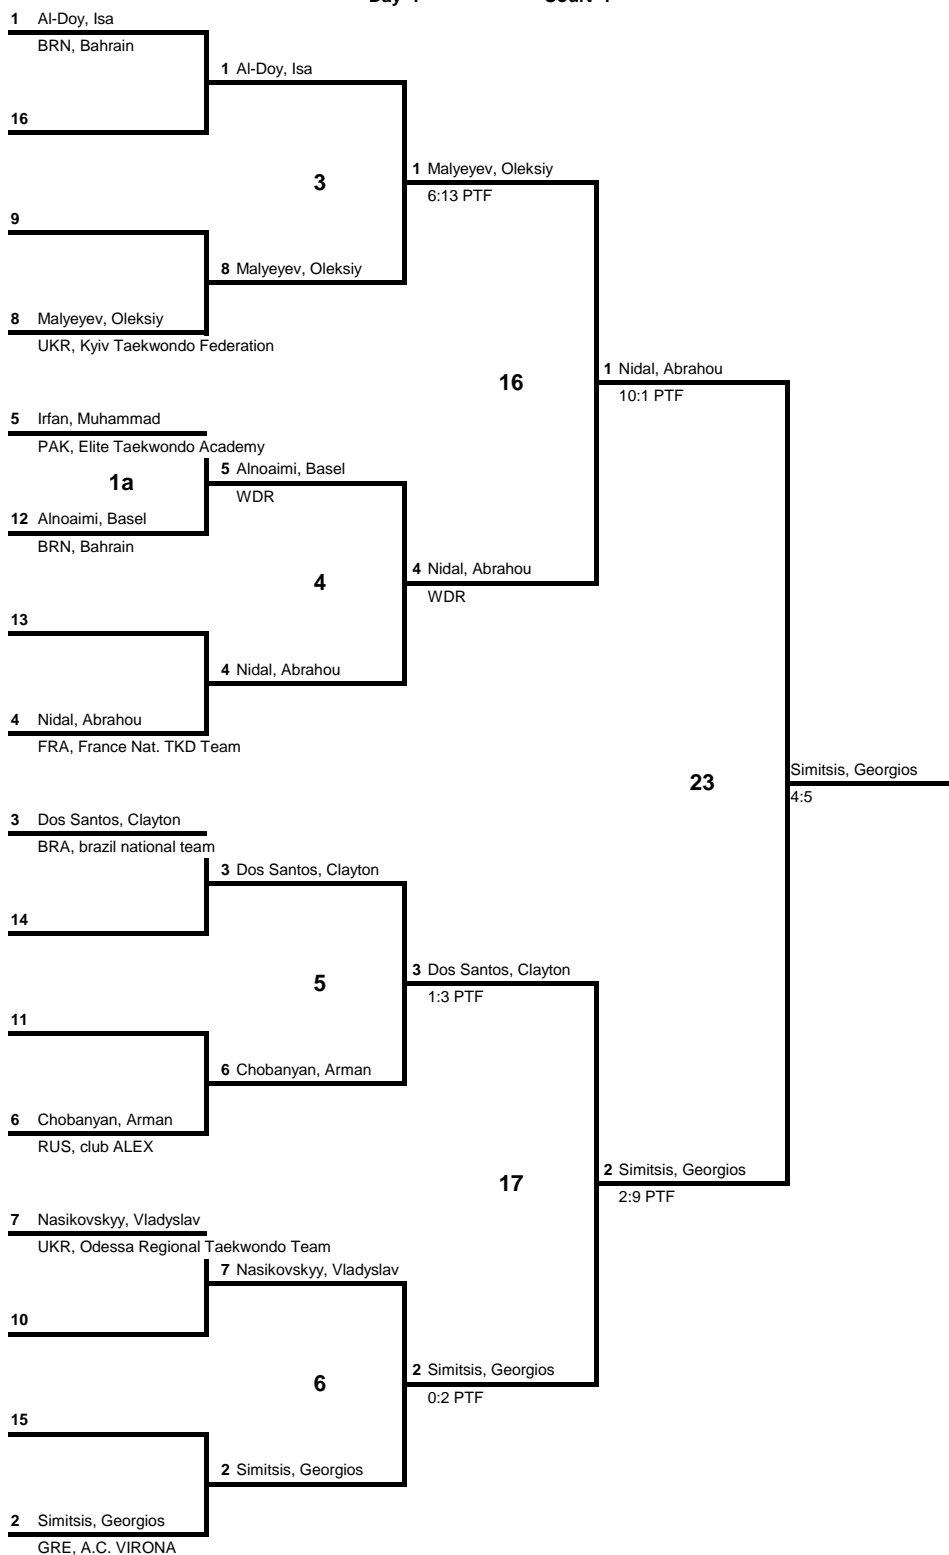 1 Al-Doy, Isa
BRN, Bahrain
1 Al-Doy, Isa
16
3
1 Malyeyev, Oleksiy
6:13 PTF
9
8 Malyeyev, Oleksiy
8 Malyeyev, Oleksiy
UKR, Kyiv Taekwondo Federation
16
1 Nidal, Abrahou
10:1 PTF
5 Irfan, Muhammad
PAK, Elite Taekwondo Academy
1a
5 Alnoaimi, Basel
WDR
12 Alnoaimi, Basel
BRN, Bahrain
4
4 Nidal, Abrahou
WDR
13
4 Nidal, Abrahou
4 Nidal, Abrahou
FRA, France Nat. TKD Team
23
Simitsis, Georgios
4:5
3 Dos Santos, Clayton
BRA, brazil national team
3 Dos Santos, Clayton
14
5
3 Dos Santos, Clayton
1:3 PTF
11
6 Chobanyan, Arman
6 Chobanyan, Arman
RUS, club ALEX
17
2 Simitsis, Georgios
2:9 PTF
7 Nasikovskyy, Vladyslav
UKR, Odessa Regional Taekwondo Team
7 Nasikovskyy, Vladyslav
10
6
2 Simitsis, Georgios
0:2 PTF
15
2 Simitsis, Georgios
2 Simitsis, Georgios
GRE, A.C. VIRONA